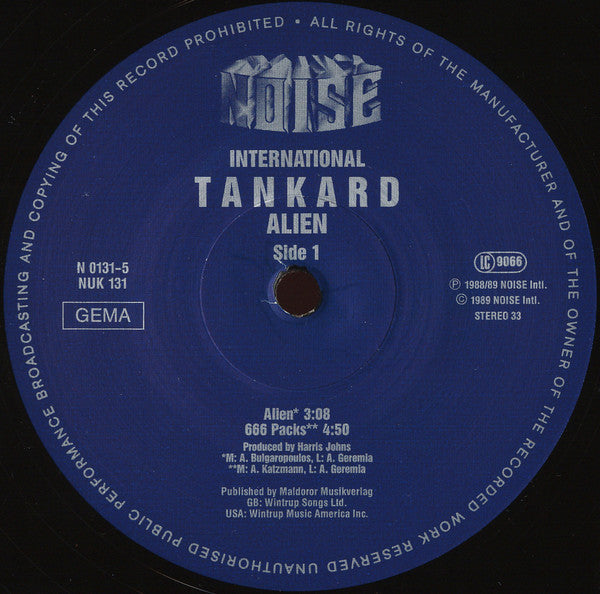 ALL RIGHTS OF THE MANUFACTURER AND OF THE OWNER OF THE RECORDED WORK RESERVED UNAUTHORISED PUBLIC PERFORMANCE BROADCASTING AND COPYING OF THIS RECORD PROHIBITED •
NOISE
INTERNATIONAL
TANKARD
ALIEN
Side 1
N 0131-5
NUK 131
GEMA
LC 9066
Ⓟ 1988/89 NOISE Intl.
© 1989 NOISE Intl.
STEREO 33
Alien* 3:08
666 Packs** 4:50
Produced by Harris Johns
*M: A. Bulgaropoulos, L: A. Geremia
**M: A. Katzmann, L: A. Geremia
Published by Maldoror Musikverlag
GB: Wintrup Songs Ltd.
USA: Wintrup Music America Inc.